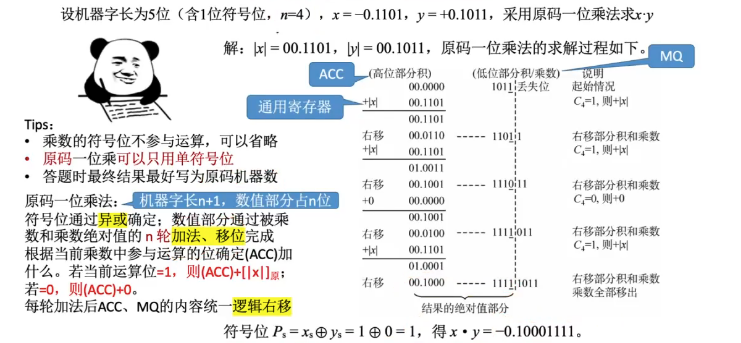 设机器字长为5位（含1位符号位，n=4），x = −0.1101，y = +0.1011，采用原码一位乘法求x·y
解：|x| = 00.1101，|y| = 00.1011，原码一位乘法的求解过程如下。
MQ
ACC
(高位部分积)
(低位部分积/乘数)
说明
00.0000
1011
丢失位
起始情况
通用寄存器
+|x|
00.1101
C₄=1, 则+|x|
00.1101
右移
00.0110
1101
1
右移部分积和乘数
+|x|
00.1101
C₄=1, 则+|x|
01.0011
右移
00.1001
1110
11
右移部分积和乘数
+0
00.0000
C₄=0, 则+0
00.1001
右移
00.0100
1111
011
右移部分积和乘数
+|x|
00.1101
C₄=1, 则+|x|
01.0001
右移
00.1000
1111
1011
右移部分积和乘数
乘数全部移出
结果的绝对值部分
Tips：
• 乘数的符号位不参与运算，可以省略
• 原码一位乘可以只用单符号位
• 答题时最终结果最好写为原码机器数
原码一位乘法：
机器字长n+1，数值部分占n位
符号位通过异或确定；数值部分通过被乘
数和乘数绝对值的 n 轮加法、移位完成
根据当前乘数中参与运算的位确定(ACC)加
什么。若当前运算位=1，则(ACC)+[|x|]原；
若=0，则(ACC)+0。
每轮加法后ACC、MQ的内容统一逻辑右移
符号位 Pₛ = xₛ⊕ yₛ = 1 ⊕ 0 = 1，得 x • y = −0.10001111。